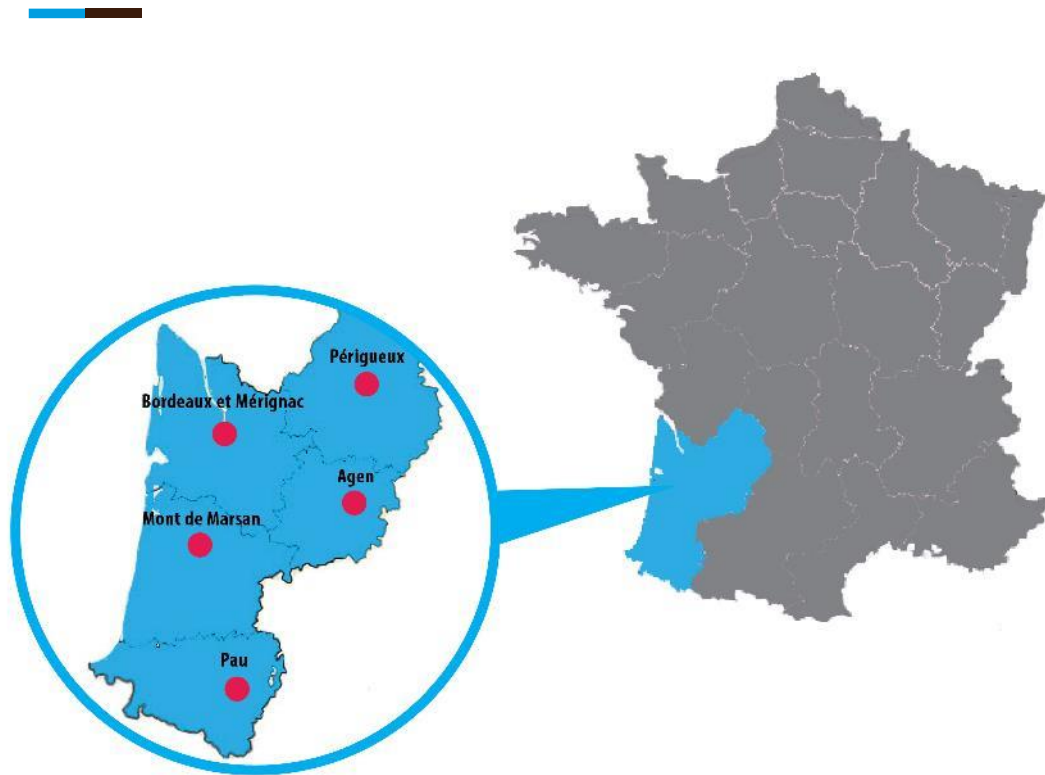 Périgueux
Bordeaux et Mérignac
Agen
Mont de Marsan
Pau